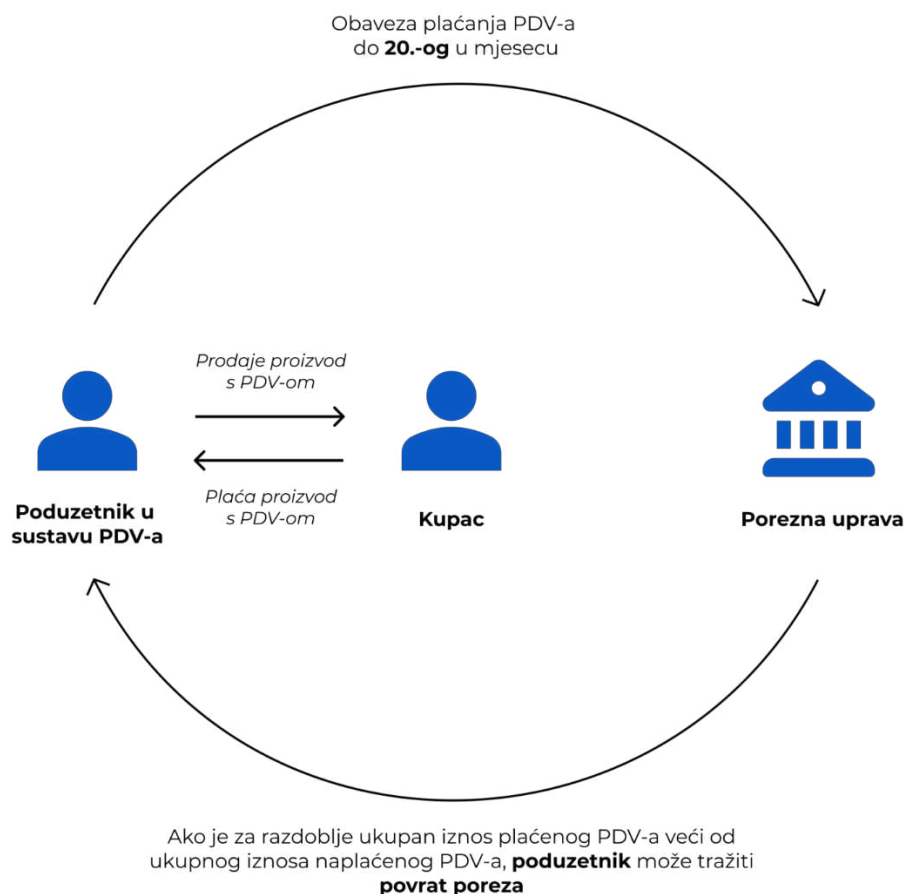 Obaveza plaćanja PDV-a
do 20.-og u mjesecu
Prodaje proizvod
s PDV-om
Plaća proizvod
s PDV-om
Poduzetnik u
sustavu PDV-a
Kupac
Porezna uprava
Ako je za razdoblje ukupan iznos plaćenog PDV-a veći od
ukupnog iznosa naplaćenog PDV-a, poduzetnik može tražiti
povrat poreza